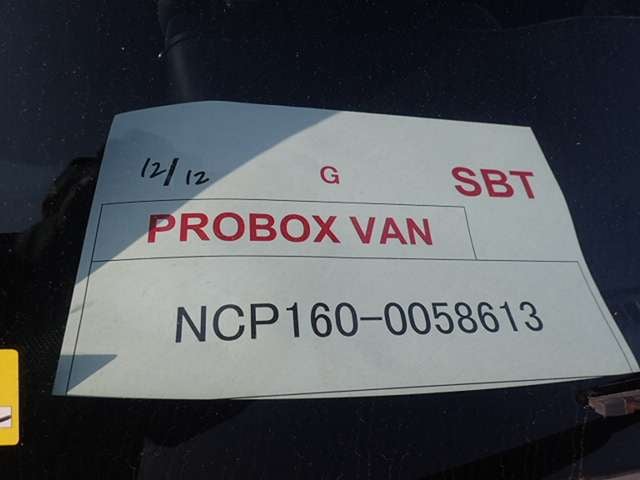 12/12 G SBT
PROBOX VAN
NCP160-0058613